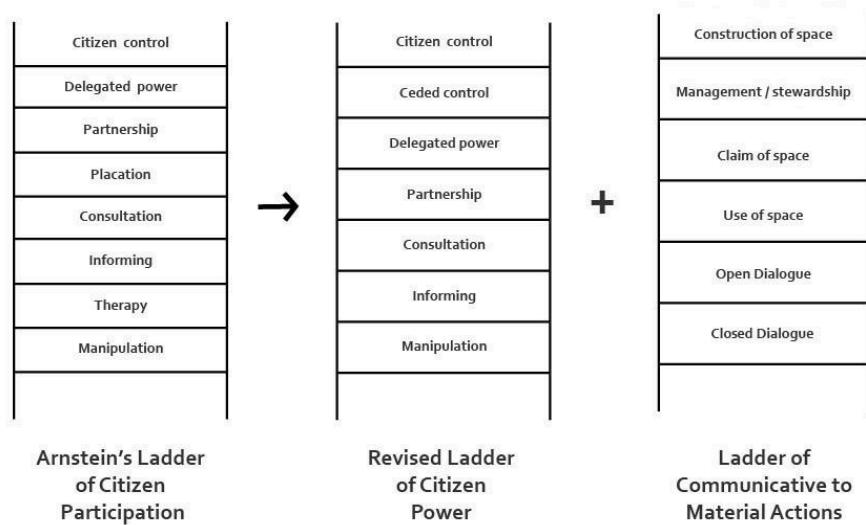 Citizen control
Delegated power
Partnership
Placation
Consultation
Informing
Therapy
Manipulation
Arnstein's Ladder
of Citizen
Participation
→
Citizen control
Ceded control
Delegated power
Partnership
Consultation
Informing
Manipulation
Revised Ladder
of Citizen
Power
+
Construction of space
Management / stewardship
Claim of space
Use of space
Open Dialogue
Closed Dialogue
Ladder of
Communicative to
Material Actions